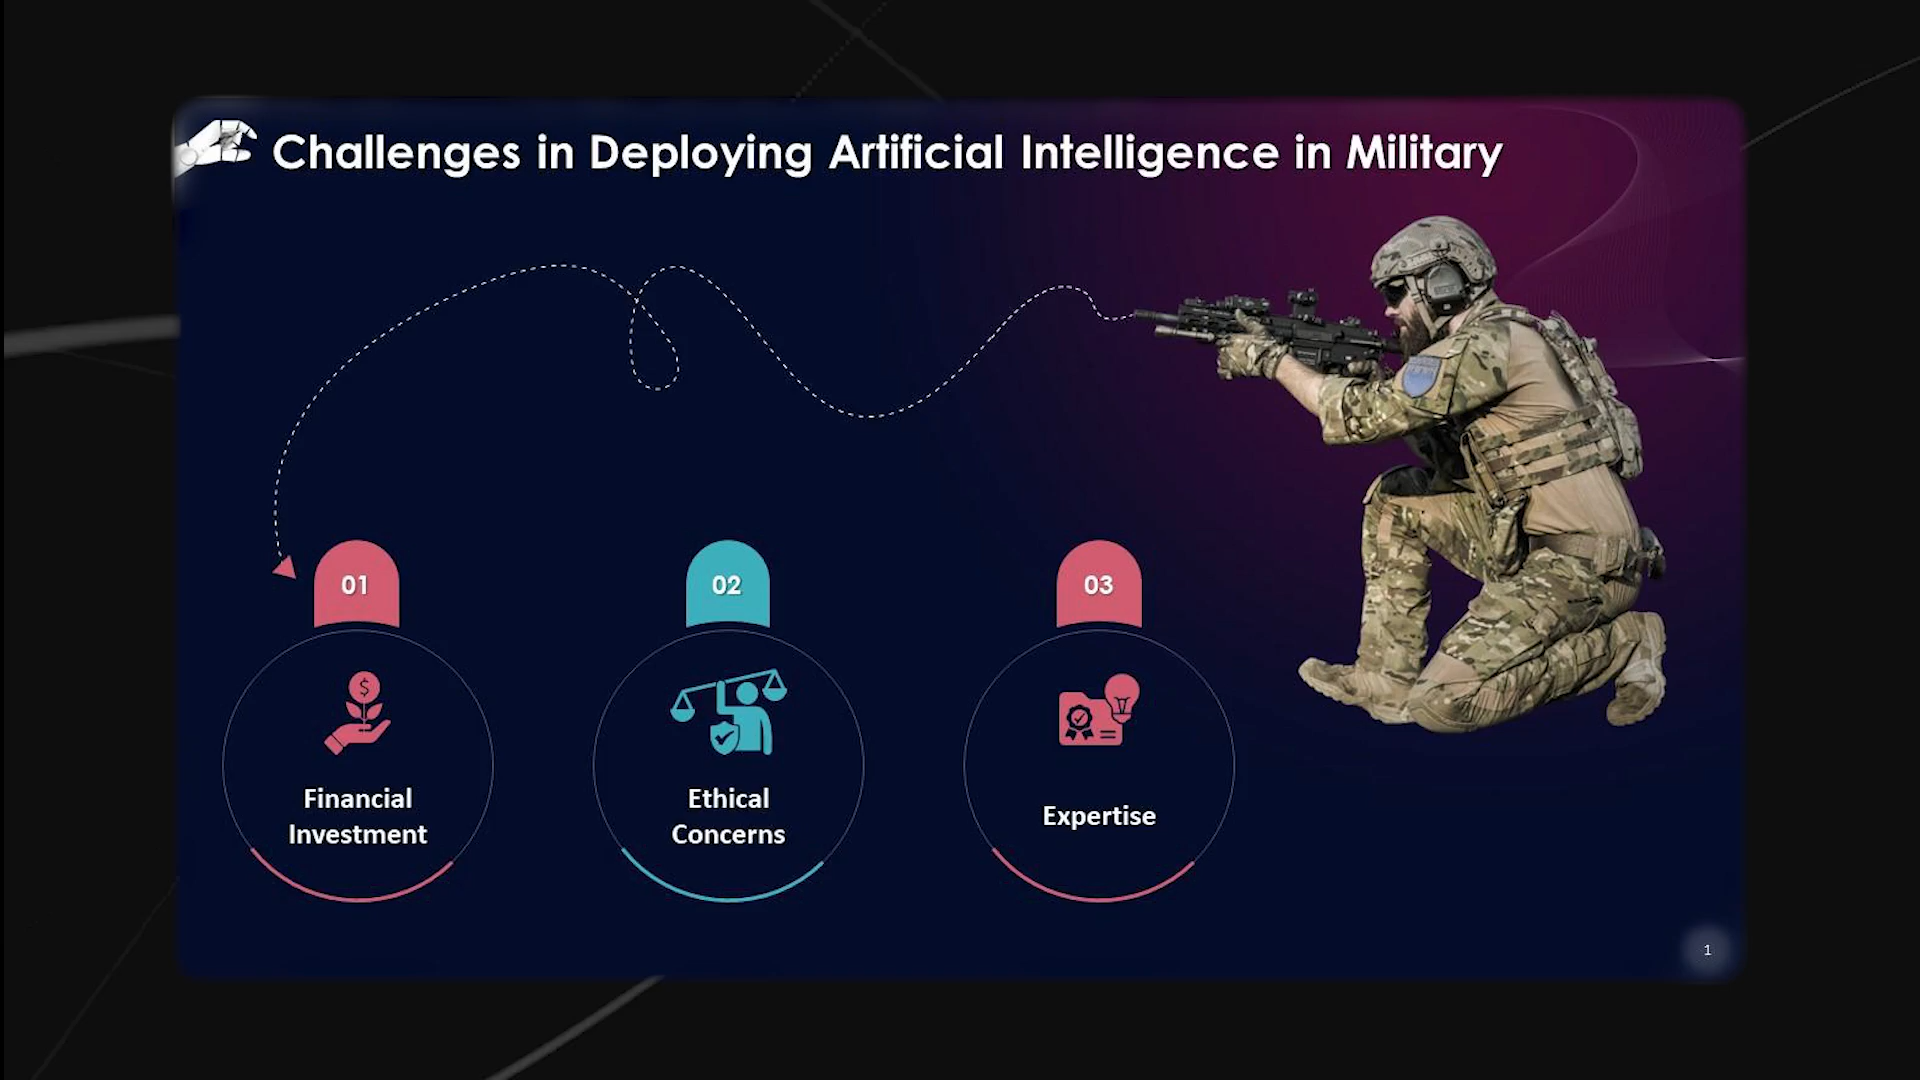 Challenges in Deploying Artificial Intelligence in Military
01
02
03
$
Financial
Investment
Ethical
Concerns
Expertise
1